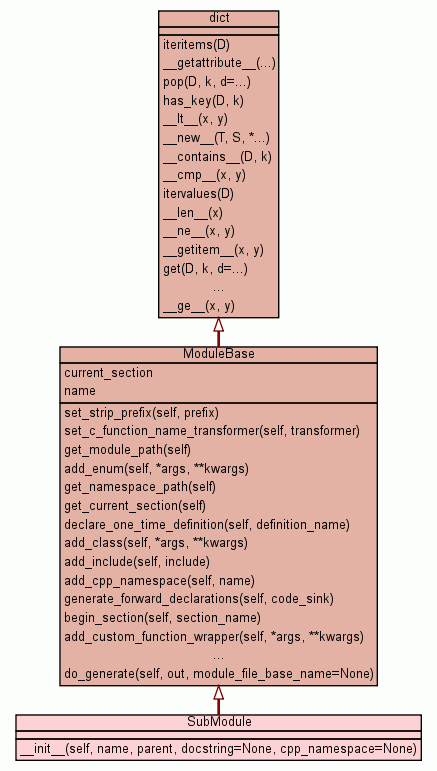 dict
iteritems(D)
__getattribute__(...)
pop(D, k, d=...)
has_key(D, k)
__lt__(x, y)
__new__(T, S, *...)
__contains__(D, k)
__cmp__(x, y)
itervalues(D)
__len__(x)
__ne__(x, y)
__getitem__(x, y)
get(D, k, d=...)
...
__ge__(x, y)
ModuleBase
current_section
name
set_strip_prefix(self, prefix)
set_c_function_name_transformer(self, transformer)
get_module_path(self)
add_enum(self, *args, **kwargs)
get_namespace_path(self)
get_current_section(self)
declare_one_time_definition(self, definition_name)
add_class(self, *args, **kwargs)
add_include(self, include)
add_cpp_namespace(self, name)
generate_forward_declarations(self, code_sink)
begin_section(self, section_name)
add_custom_function_wrapper(self, *args, **kwargs)
...
do_generate(self, out, module_file_base_name=None)
SubModule
__init__(self, name, parent, docstring=None, cpp_namespace=None)